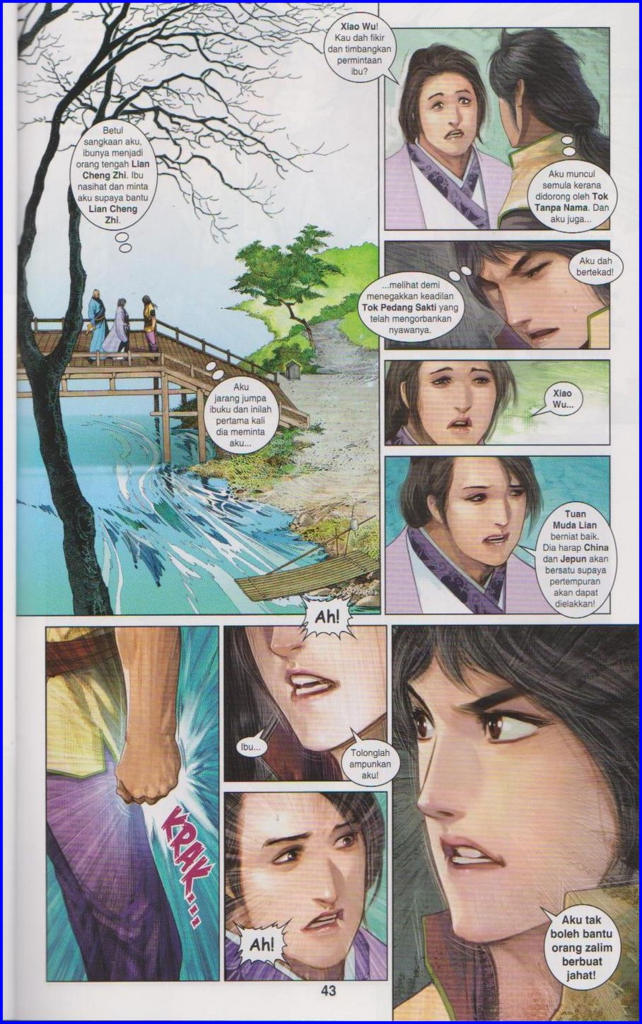 Xiao Wu!
Kau dah fikir
dan timbangkan
permintaan
ibu?
Betul
sangkaan aku,
ibunya menjadi
orang tengah Lian
Cheng Zhi. Ibu
nasihat dan minta
aku supaya bantu
Lian Cheng
Zhi.
Aku
jarang jumpa
ibuku dan inilah
pertama kali
dia meminta
aku...
Aku muncul
semula kerana
didorong oleh Tok
Tanpa Nama. Dan
aku juga...
...melihat demi
menegakkan keadilan
Tok Pedang Sakti yang
telah mengorbankan
nyawanya.
Aku dah
bertekad!
Xiao
Wu...
Tuan
Muda Lian
berniat baik.
Dia harap China
dan Jepun akan
bersatu supaya
pertempuran
akan dapat
dielakkan!
KRAK...
Ah!
Ibu...
Tolonglah
ampunkan
aku!
Ah!
Aku tak
boleh bantu
orang zalim
berbuat
jahat!
43